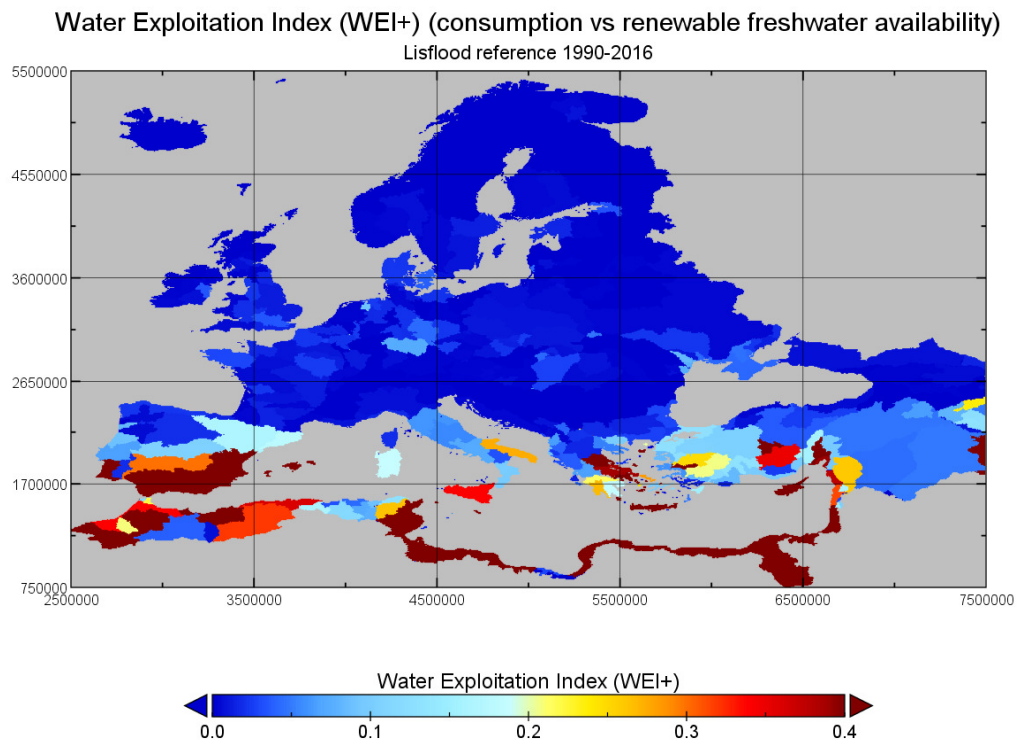 Water Exploitation Index (WEI+) (consumption vs renewable freshwater availability)
Lisflood reference 1990-2016
5500000
4550000
3600000
2650000
1700000
750000
2500000 3500000 4500000 5500000 6500000 7500000
Water Exploitation Index (WEI+)
0.0 0.1 0.2 0.3 0.4